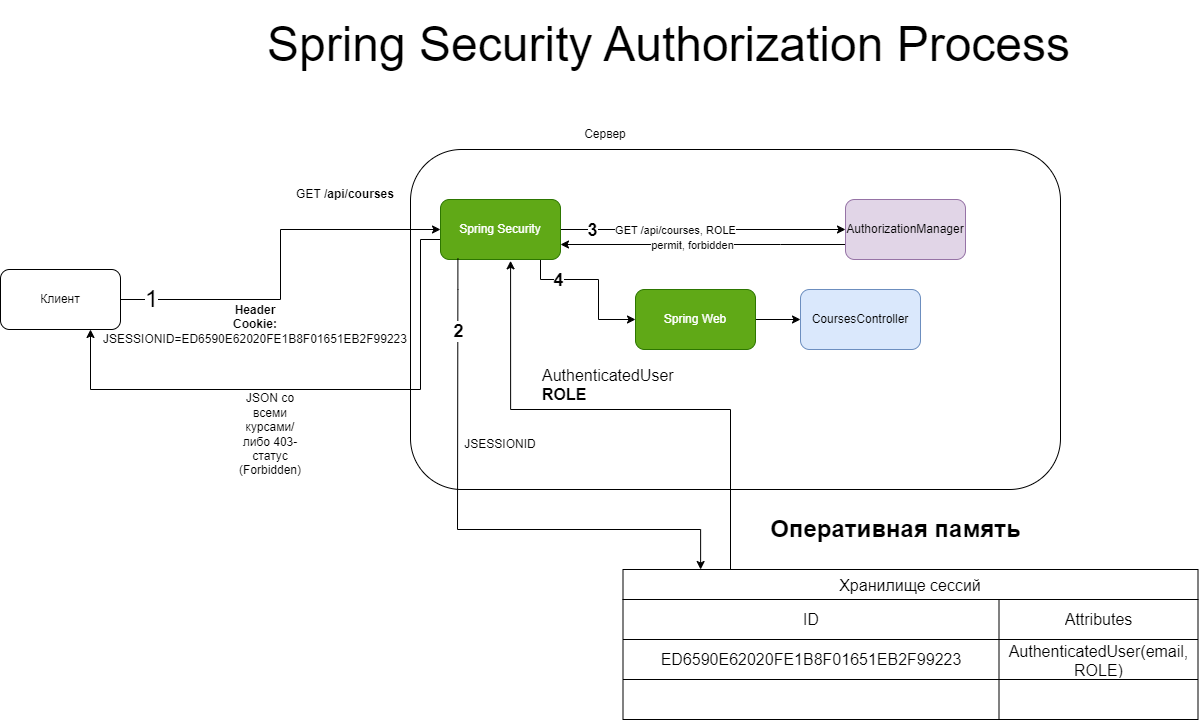 Spring Security Authorization Process
Сервер
GET /api/courses
Spring Security
3
GET /api/courses, ROLE
permit, forbidden
AuthorizationManager
4
Клиент
1
Header
Cookie:
JSESSIONID=ED6590E62020FE1B8F01651EB2F99223
2
Spring Web
CoursesController
AuthenticatedUser
ROLE
JSON со
всеми
курсами/
либо 403-
статус
(Forbidden)
JSESSIONID
Оперативная память
Хранилище сессий
ID
Attributes
ED6590E62020FE1B8F01651EB2F99223
AuthenticatedUser(email,
ROLE)